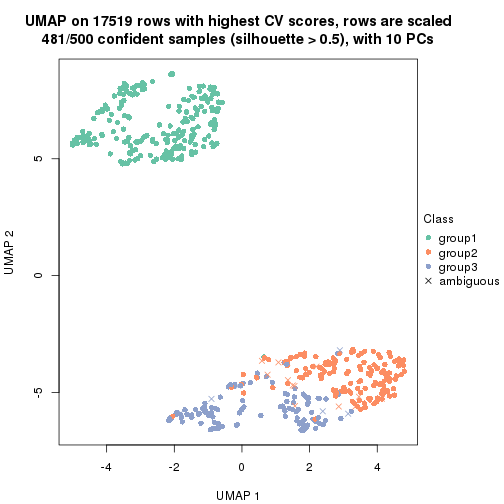 UMAP on 17519 rows with highest CV scores, rows are scaled
481/500 confident samples (silhouette > 0.5), with 10 PCs
5
0
-5
UMAP 2
-4
-2
0
2
4
UMAP 1
Class
group1
group2
group3
ambiguous